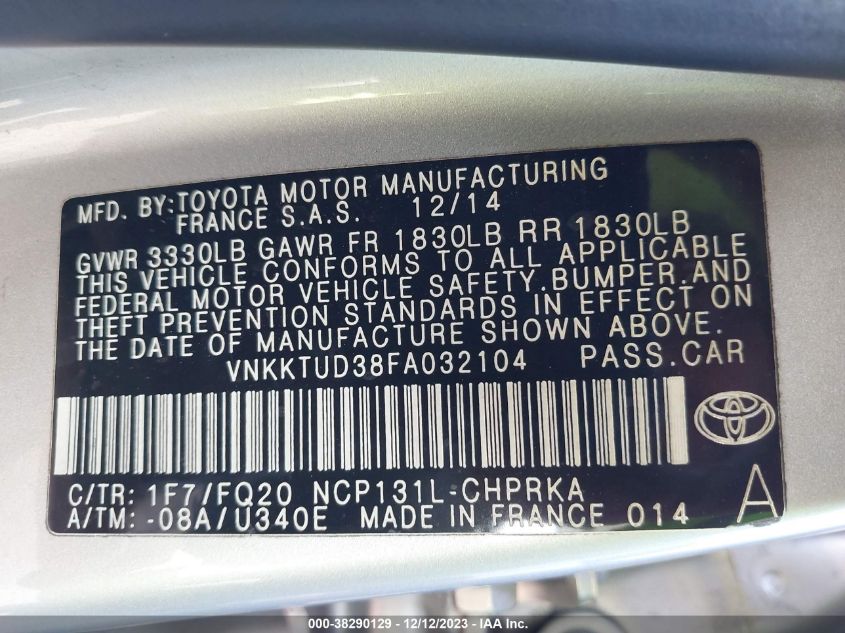 MFD. BY: TOYOTA MOTOR MANUFACTURING
FRANCE S.A.S. 12/14
GVWR 3330LB GAWR FR 1830LB RR 1830LB
THIS VEHICLE CONFORMS TO ALL APPLICABLE
FEDERAL MOTOR VEHICLE SAFETY, BUMPER, AND
THEFT PREVENTION STANDARDS IN EFFECT ON
THE DATE OF MANUFACTURE SHOWN ABOVE.
VNKKTUD38FA032104 PASS.CAR
C/TR: 1F7/FQ20 NCP131L-CHPRKA
A/TM: -08A/U340E MADE IN FRANCE 014 A
000-38290129 - 12/12/2023 - IAA Inc.